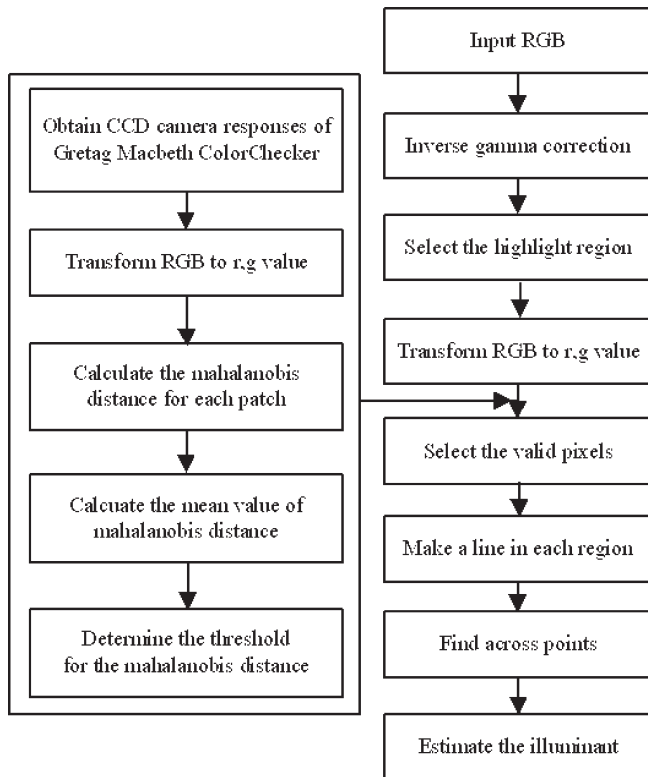 Obtain CCD camera responses of
Gretag Macbeth ColorChecker
Transform RGB to r,g value
Calculate the mahalanobis
distance for each patch
Calcuate the mean value of
mahalanobis distance
Determine the threshold
for the mahalanobis distance
Input RGB
Inverse gamma correction
Select the highlight region
Transform RGB to r,g value
Select the valid pixels
Make a line in each region
Find across points
Estimate the illuminant